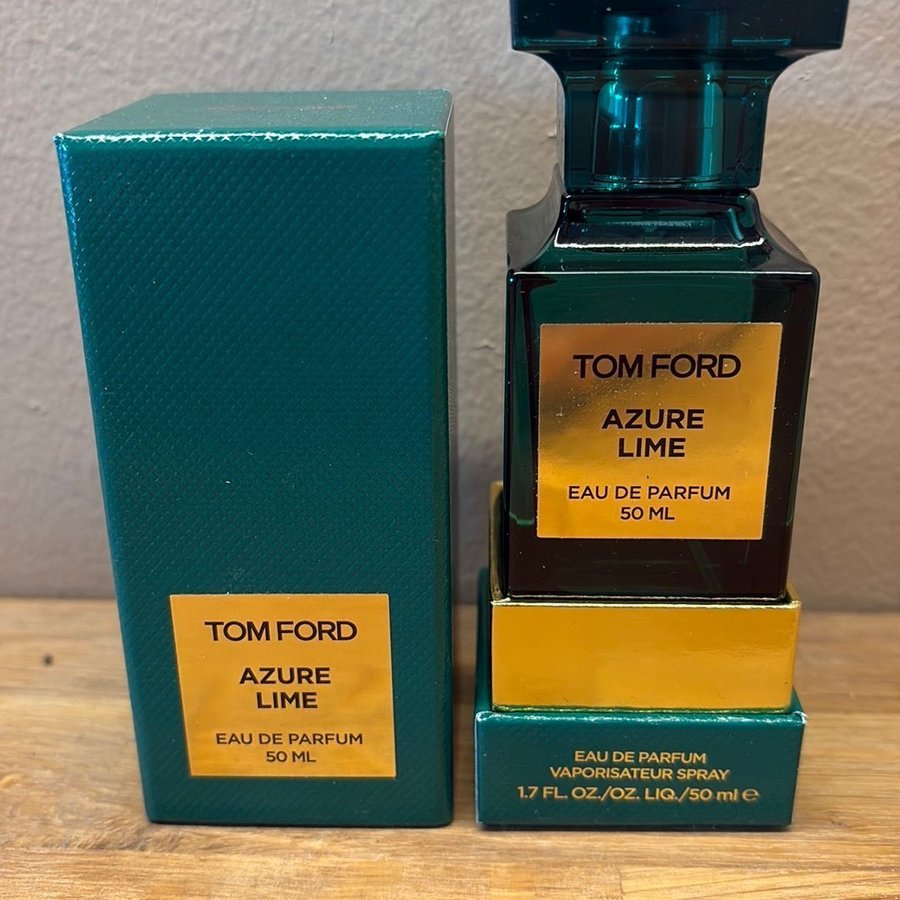 TOM FORD
AZURE
LIME
EAU DE PARFUM
50 ML
TOM FORD
AZURE
LIME
EAU DE PARFUM
50 ML
EAU DE PARFUM
VAPORISATEUR SPRAY
1.7 FL. OZ./OZ. LIQ./50 ml ℮